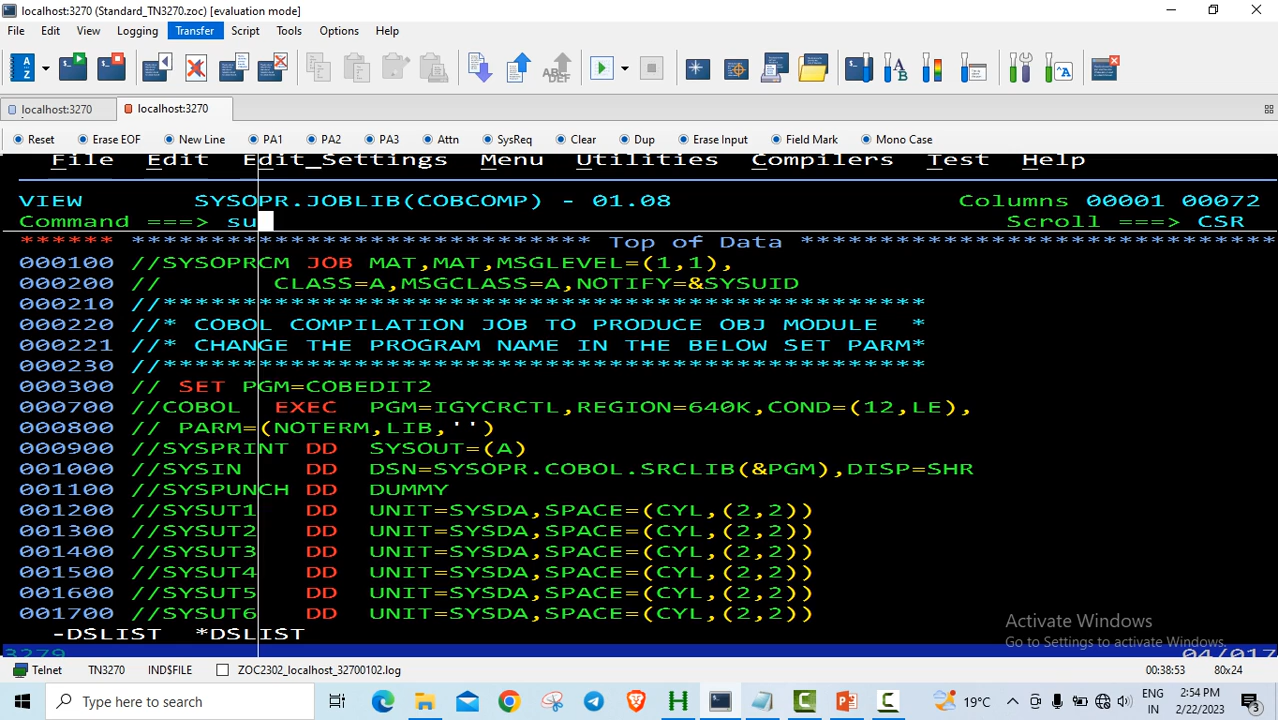 localhost:3270 (Standard_TN3270.zoc) [evaluation mode]
File Edit View Logging Transfer Script Tools Options Help
localhost:3270 localhost:3270
Reset Erase EOF New Line PA1 PA2 PA3 Attn SysReq Clear Dup Erase Input Field Mark Mono Case
File Edit Edit_Settings Menu Utilities Compilers Test Help
VIEW SYSOPR.JOBLIB(COBCOMP) - 01.08 Columns 00001 00072
Command ===> su Scroll ===> CSR
****** ***************************** Top of Data ******************************
000100 //SYSOPRCM JOB MAT,MAT,MSGLEVEL=(1,1),
000200 // CLASS=A,MSGCLASS=A,NOTIFY=&SYSUID
000210 //************************************************
000220 //* COBOL COMPILATION JOB TO PRODUCE OBJ MODULE *
000221 //* CHANGE THE PROGRAM NAME IN THE BELOW SET PARM*
000230 //************************************************
000300 // SET PGM=COBEDIT2
000700 //COBOL EXEC PGM=IGYCRCTL,REGION=640K,COND=(12,LE),
000800 // PARM=(NOTERM,LIB,'')
000900 //SYSPRINT DD SYSOUT=(A)
001000 //SYSIN DD DSN=SYSOPR.COBOL.SRCLIB(&PGM),DISP=SHR
001100 //SYSPUNCH DD DUMMY
001200 //SYSUT1 DD UNIT=SYSDA,SPACE=(CYL,(2,2))
001300 //SYSUT2 DD UNIT=SYSDA,SPACE=(CYL,(2,2))
001400 //SYSUT3 DD UNIT=SYSDA,SPACE=(CYL,(2,2))
001500 //SYSUT4 DD UNIT=SYSDA,SPACE=(CYL,(2,2))
001600 //SYSUT5 DD UNIT=SYSDA,SPACE=(CYL,(2,2))
001700 //SYSUT6 DD UNIT=SYSDA,SPACE=(CYL,(2,2))
-DSLIST *DSLIST
Activate Windows
Go to Settings to activate Windows.
3279 04/017
Telnet TN3270 IND$FILE ZOC2302_localhost_32700102.log 00:38:53 80x24
Type here to search 19°C ENG IN 2:54 PM 2/22/2023 3